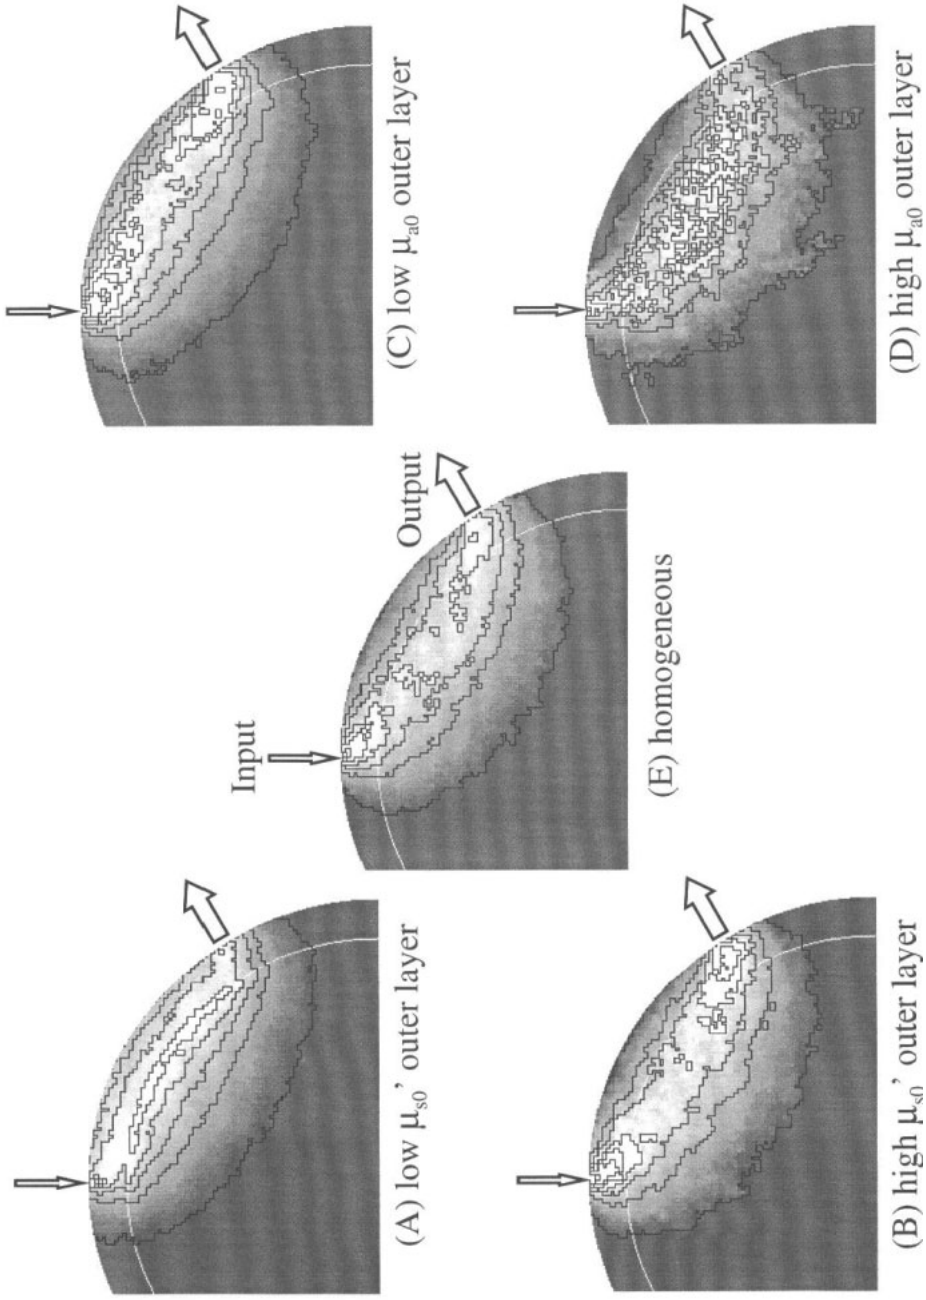 (A) low μs0’ outer layer
(C) low μa0 outer layer
Input
Output
(E) homogeneous
(B) high μs0’ outer layer
(D) high μa0 outer layer